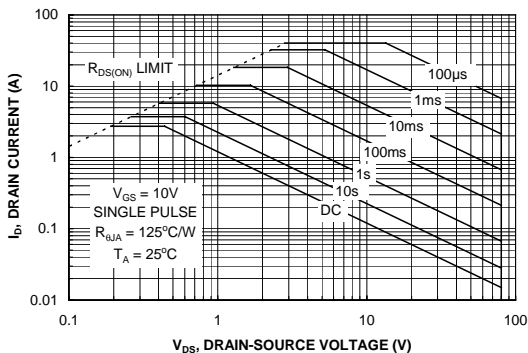 100
10
1
0.1
0.01
0.1
1
10
100
I_D, DRAIN CURRENT (A)
V_DS, DRAIN-SOURCE VOLTAGE (V)
R_DS(ON) LIMIT
100µs
1ms
10ms
100ms
1s
10s
DC
V_GS = 10V
SINGLE PULSE
R_θJA = 125°C/W
T_A = 25°C